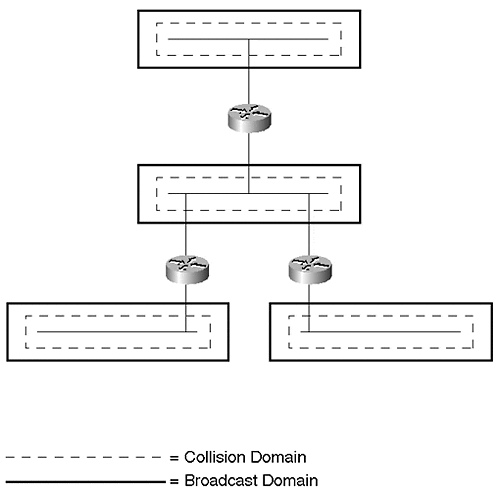 = Collision Domain
= Broadcast Domain